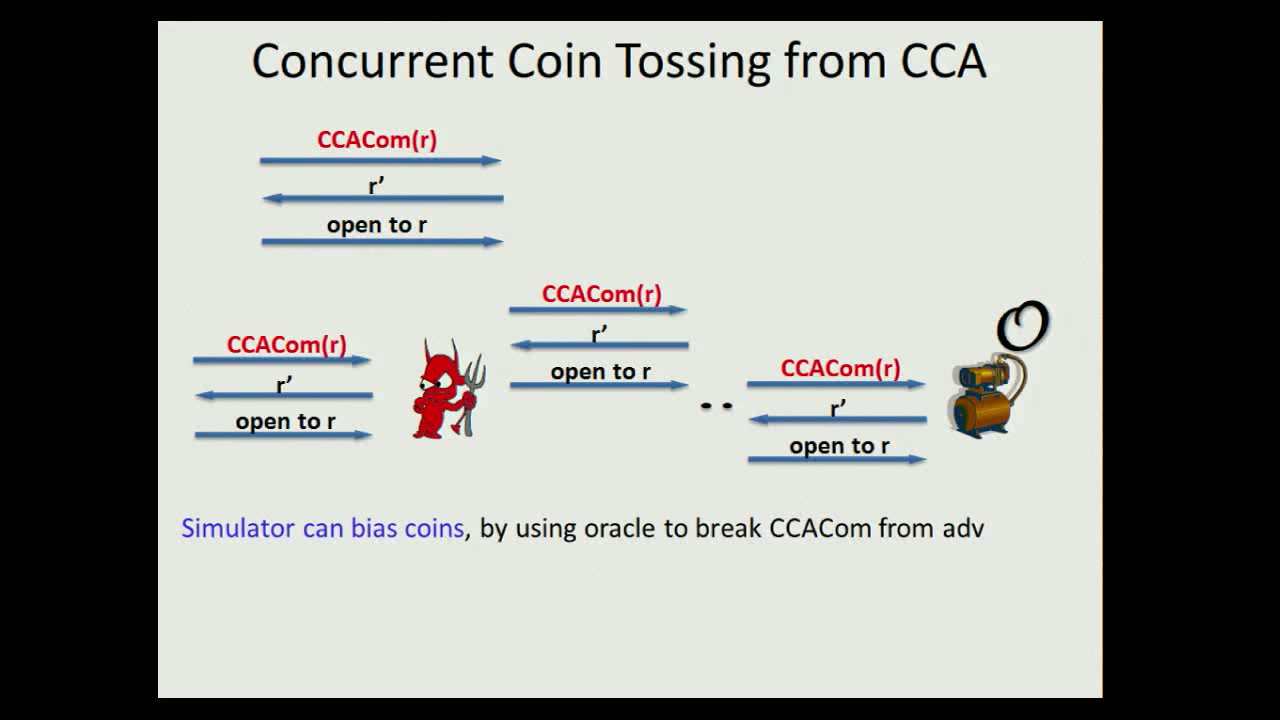 Concurrent Coin Tossing from CCA
CCACom(r)
r’
open to r
CCACom(r)
r’
open to r
CCACom(r)
r’
open to r
CCACom(r)
r’
open to r
O
Simulator can bias coins, by using oracle to break CCACom from adv